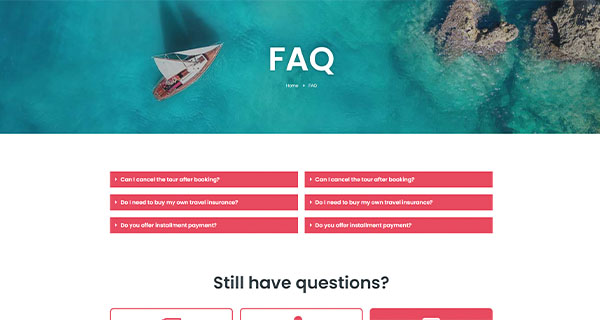 FAQ
Home FAQ
Can I cancel the tour after booking?
Do I need to buy my own travel insurance?
Do you offer installment payment?
Can I cancel the tour after booking?
Do I need to buy my own travel insurance?
Do you offer installment payment?
Still have questions?